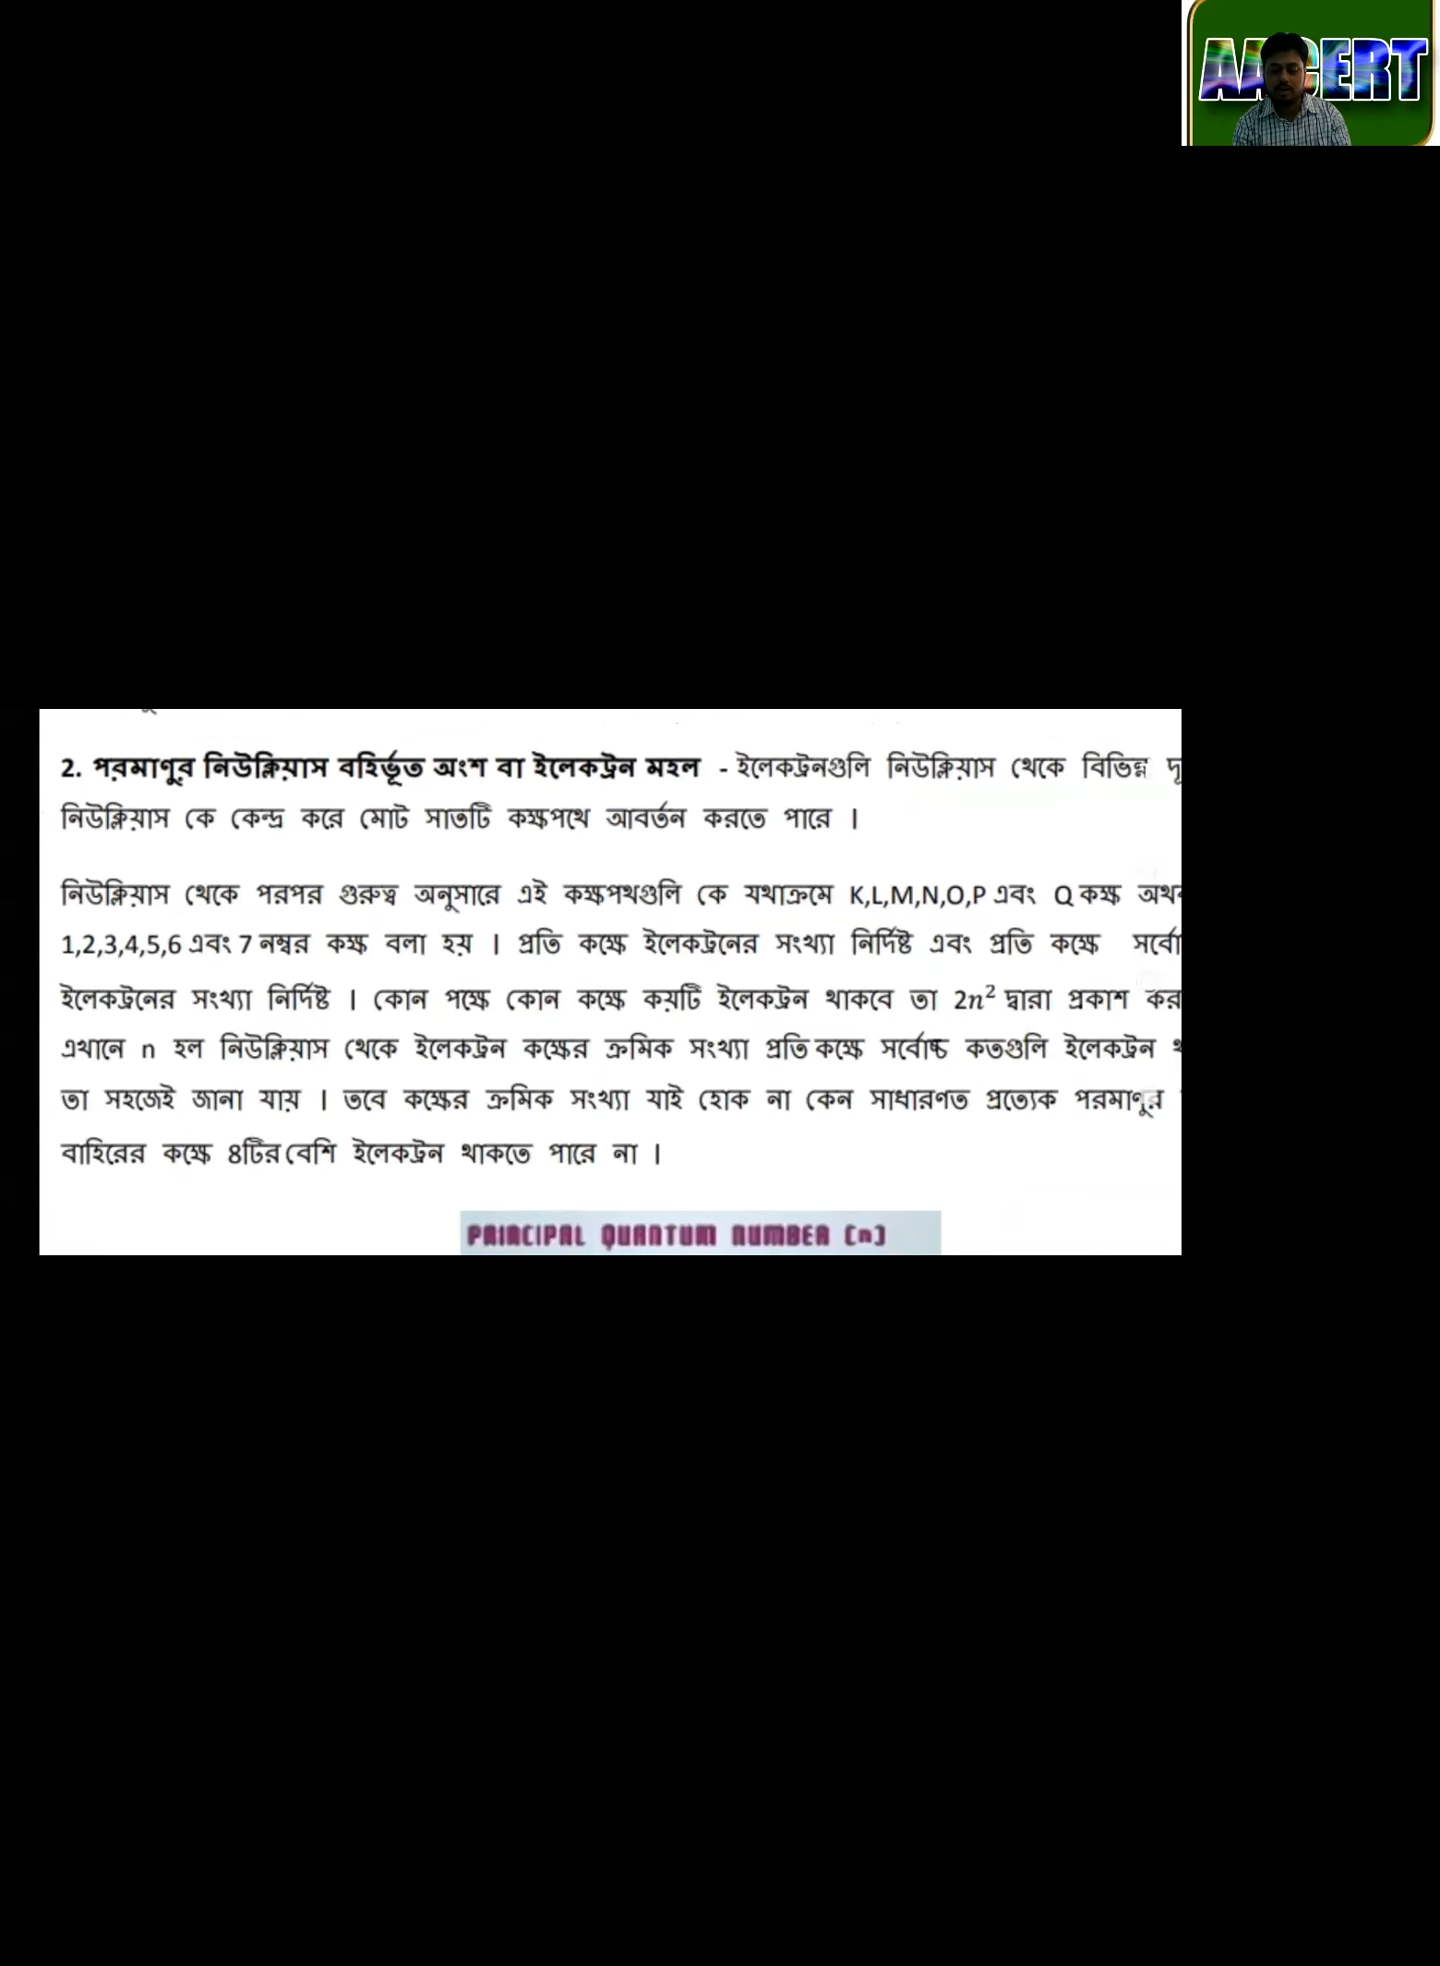 AAGERT
2. পরমাণুর নিউক্লিয়াস বহির্ভূত অংশ বা ইলেকট্রন মহল - ইলেকট্রনগুলি নিউক্লিয়াস থেকে বিভিন্ন
নিউক্লিয়াস কে কেন্দ্র করে মোট সাতটি কক্ষপথে আবর্তন করতে পারে ।
নিউক্লিয়াস থেকে পরপর গুরুত্ব অনুসারে এই কক্ষপথগুলি কে যথাক্রমে K,L,M,N,O,P এবং Q কক্ষ
1,2,3,4,5,6 এবং 7 নম্বর কক্ষ বলা হয় । প্রতি কক্ষে ইলেকট্রনের সংখ্যা নির্দিষ্ট এবং প্রতি কক্ষে
ইলেকট্রনের সংখ্যা নির্দিষ্ট । কোন পক্ষে কোন কক্ষে কয়টি ইলেকট্রন থাকবে তা 2n² দ্বারা প্রকাশ কর
এখানে n হল নিউক্লিয়াস থেকে ইলেকট্রন কক্ষের ক্রমিক সংখ্যা প্রতি কক্ষে সর্বোচ্চ কতগুলি ইলেকট্রন
তা সহজেই জানা যায় । তবে কক্ষের ক্রমিক সংখ্যা যাই হোক না কেন সাধারণত প্রত্যেক পরমাণুর
বাহিরের কক্ষে 8টির বেশি ইলেকট্রন থাকতে পারে না ।
PRINCIPAL QUANTUM NUMBER (n)